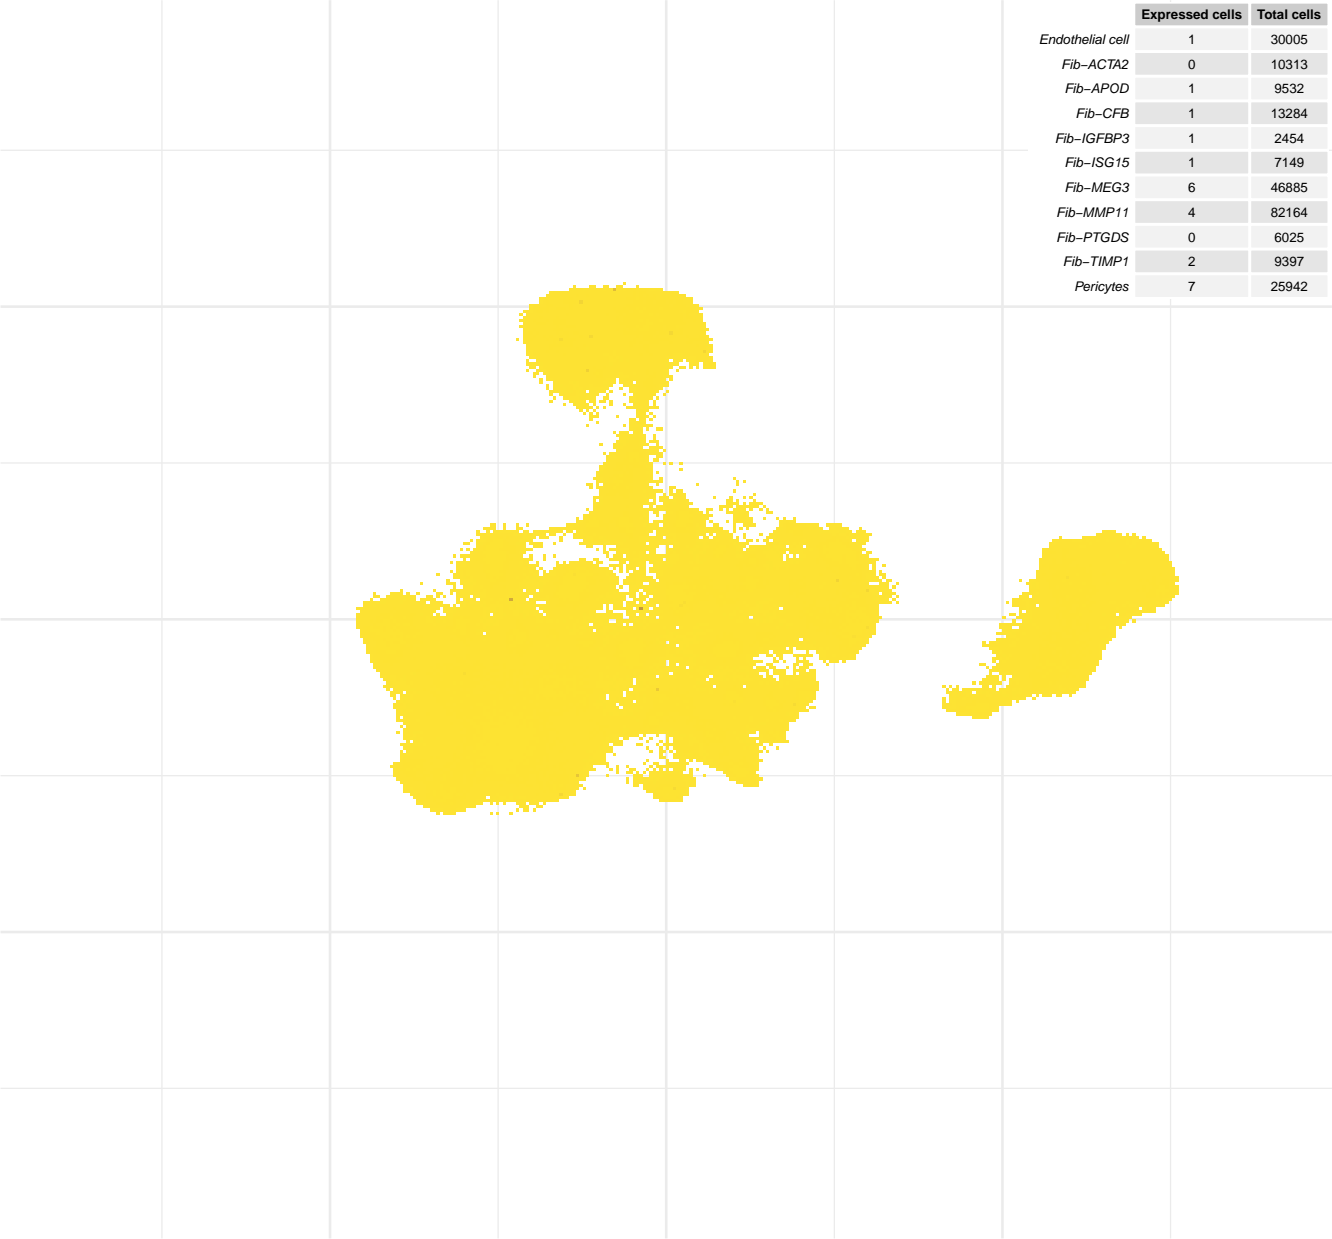 Expressed cells Total cells
Endothelial cell 1 30005
Fib−ACTA2 0 10313
Fib−APOD 1 9532
Fib−CFB 1 13284
Fib−IGFBP3 1 2454
Fib−ISG15 1 7149
Fib−MEG3 6 46885
Fib−MMP11 4 82164
Fib−PTGDS 0 6025
Fib−TIMP1 2 9397
Pericytes 7 25942